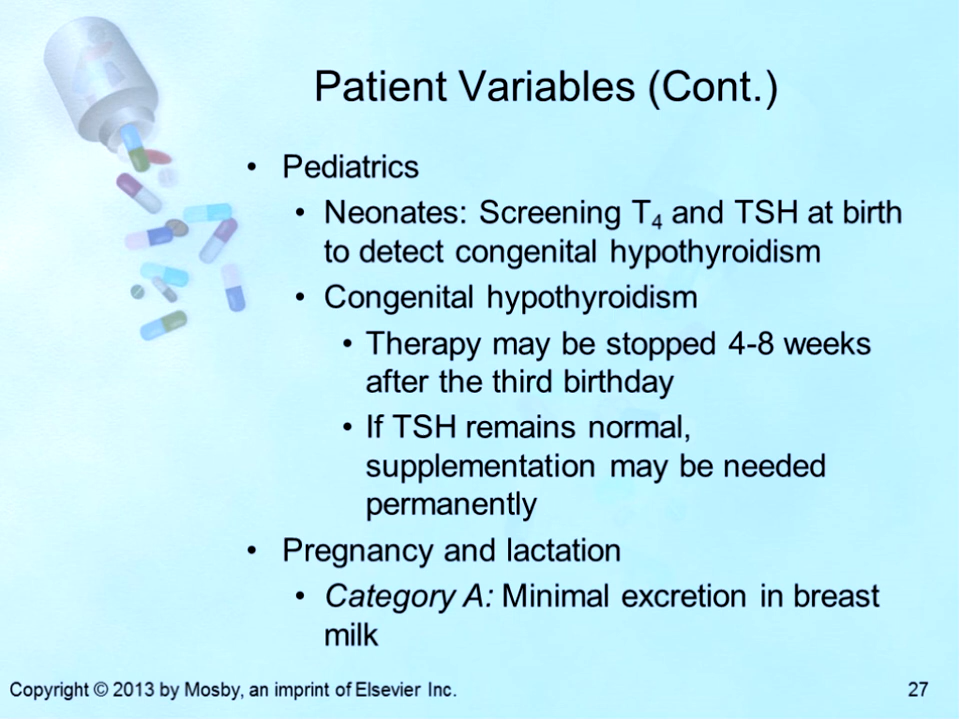 Patient Variables (Cont.)
• Pediatrics
• Neonates: Screening T₄ and TSH at birth
to detect congenital hypothyroidism
• Congenital hypothyroidism
• Therapy may be stopped 4-8 weeks
after the third birthday
• If TSH remains normal,
supplementation may be needed
permanently
• Pregnancy and lactation
• Category A: Minimal excretion in breast
milk
Copyright © 2013 by Mosby, an imprint of Elsevier Inc.
27